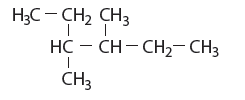 H₃C – CH₂ CH₃
HC – CH – CH₂– CH₃
CH₃